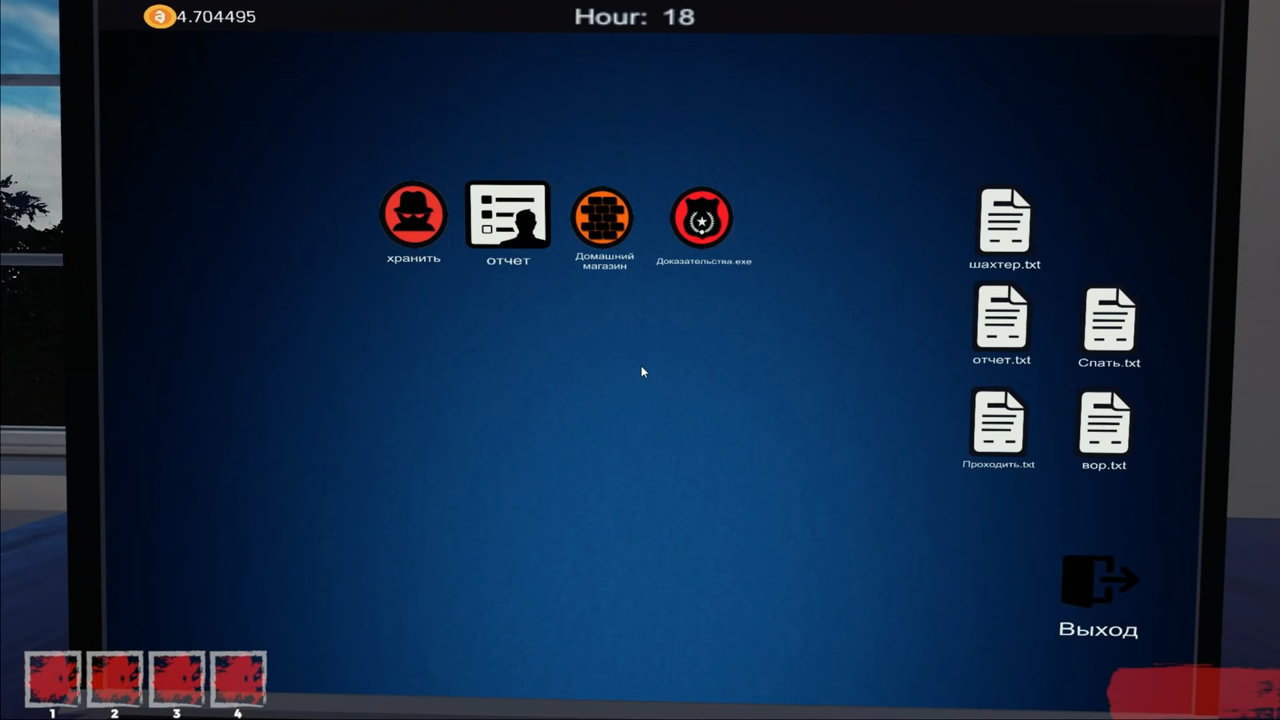 4.704495
Hour: 18
хранить
отчет
Домашний
магазин
Доказательства.exe
шахтер.txt
отчет.txt
Спать.txt
Проходить.txt
вор.txt
Выход
1 2 3 4